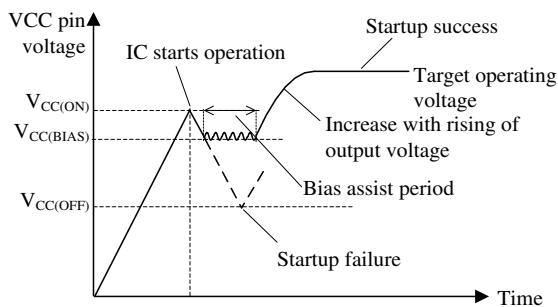 VCC pin
voltage
Startup success
IC starts operation
Target operating
voltage
VCC(ON)
Increase with rising of
output voltage
VCC(BIAS)
Bias assist period
VCC(OFF)
Startup failure
Time